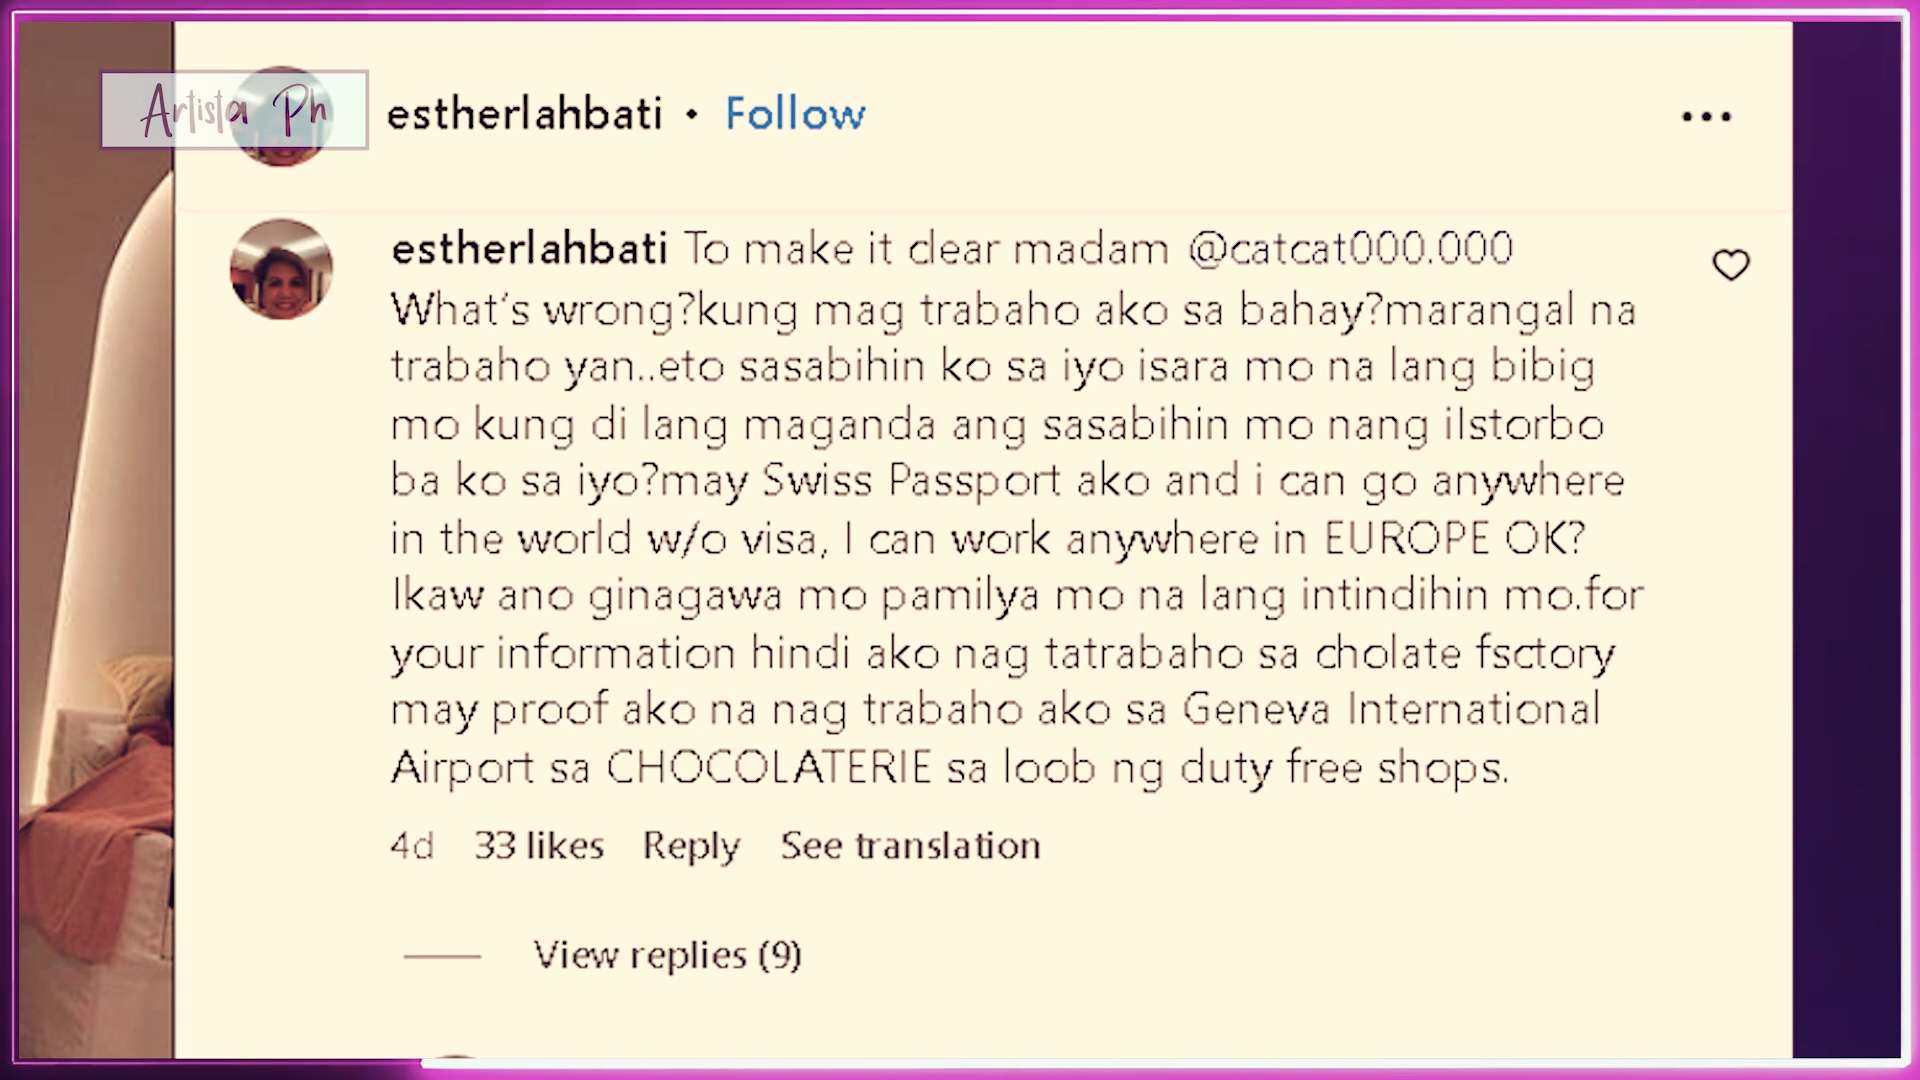 Artista Ph
estherlahbati • Follow
estherlahbati To make it clear madam @catcat000.000
What's wrong?kung mag trabaho ako sa bahay?marangal na
trabaho yan..eto sasabihin ko sa iyo isara mo na lang bibig
mo kung di lang maganda ang sasabihin mo nang iIstorbo
ba ko sa iyo?may Swiss Passport ako and i can go anywhere
in the world w/o visa, I can work anywhere in EUROPE OK?
Ikaw ano ginagawa mo pamilya mo na lang intindihin mo.for
your information hindi ako nag tatrabaho sa cholate fsctory
may proof ako na nag trabaho ako sa Geneva International
Airport sa CHOCOLATERIE sa loob ng duty free shops.
4d 33 likes Reply See translation
View replies (9)